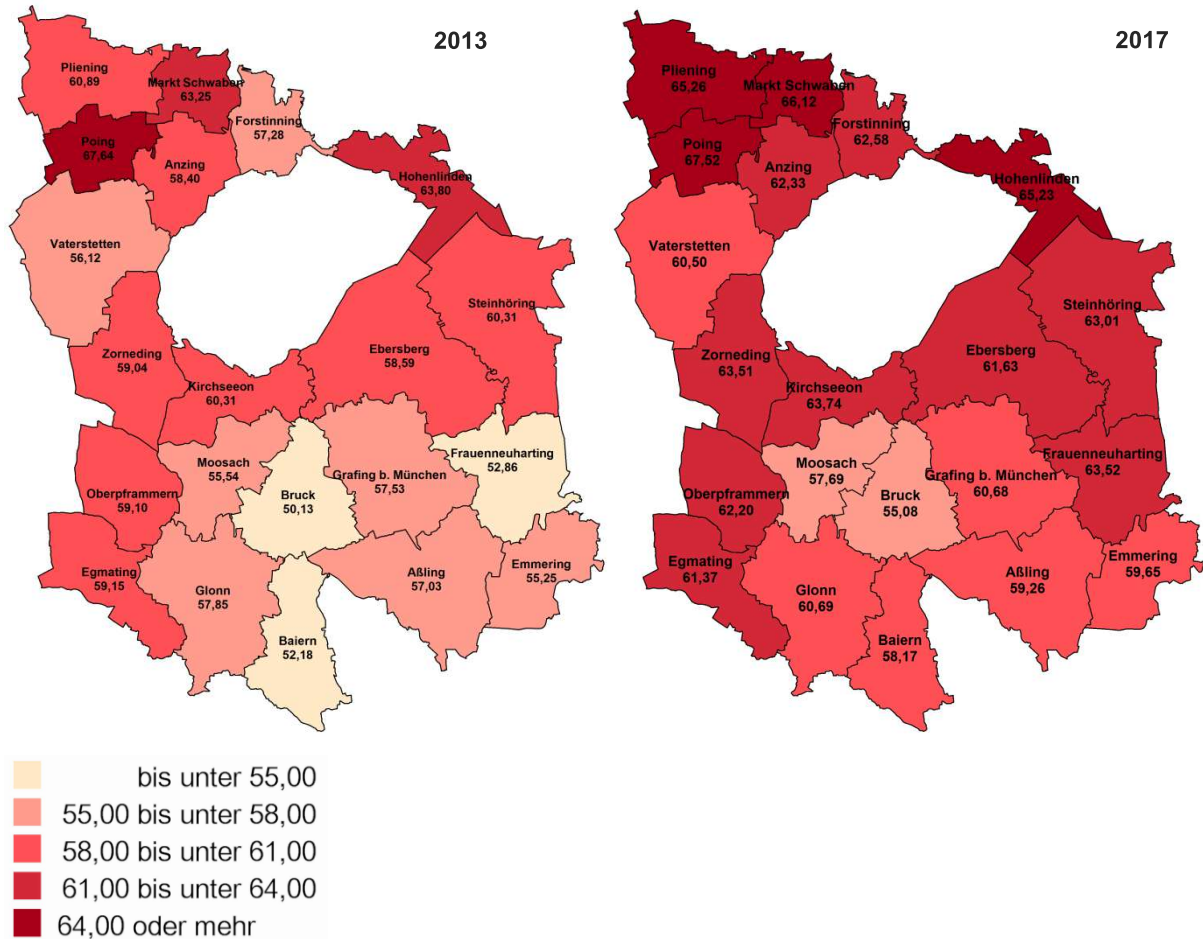 2013
Pliening
60,89
Markt Schwaben
63,25
Forstinning
57,28
Poing
67,64
Anzing
58,40
Hohenlinden
63,80
Vaterstetten
56,12
Steinhöring
60,31
Zorneding
59,04
Ebersberg
58,59
Kirchseeon
60,31
Frauenneuharting
52,86
Moosach
55,54
Grafing b. München
57,53
Oberpframmern
59,10
Bruck
50,13
Egmating
59,15
Glonn
57,85
Aßling
57,03
Emmering
55,25
Baiern
52,18
2017
Pliening
65,26
Markt Schwaben
66,12
Forstinning
62,58
Poing
67,52
Anzing
62,33
Hohenlinden
65,23
Vaterstetten
60,50
Steinhöring
63,01
Zorneding
63,51
Ebersberg
61,63
Kirchseeon
63,74
Frauenneuharting
63,52
Moosach
57,69
Grafing b. München
60,68
Oberpframmern
62,20
Bruck
55,08
Egmating
61,37
Glonn
60,69
Aßling
59,26
Emmering
59,65
Baiern
58,17
bis unter 55,00
55,00 bis unter 58,00
58,00 bis unter 61,00
61,00 bis unter 64,00
64,00 oder mehr